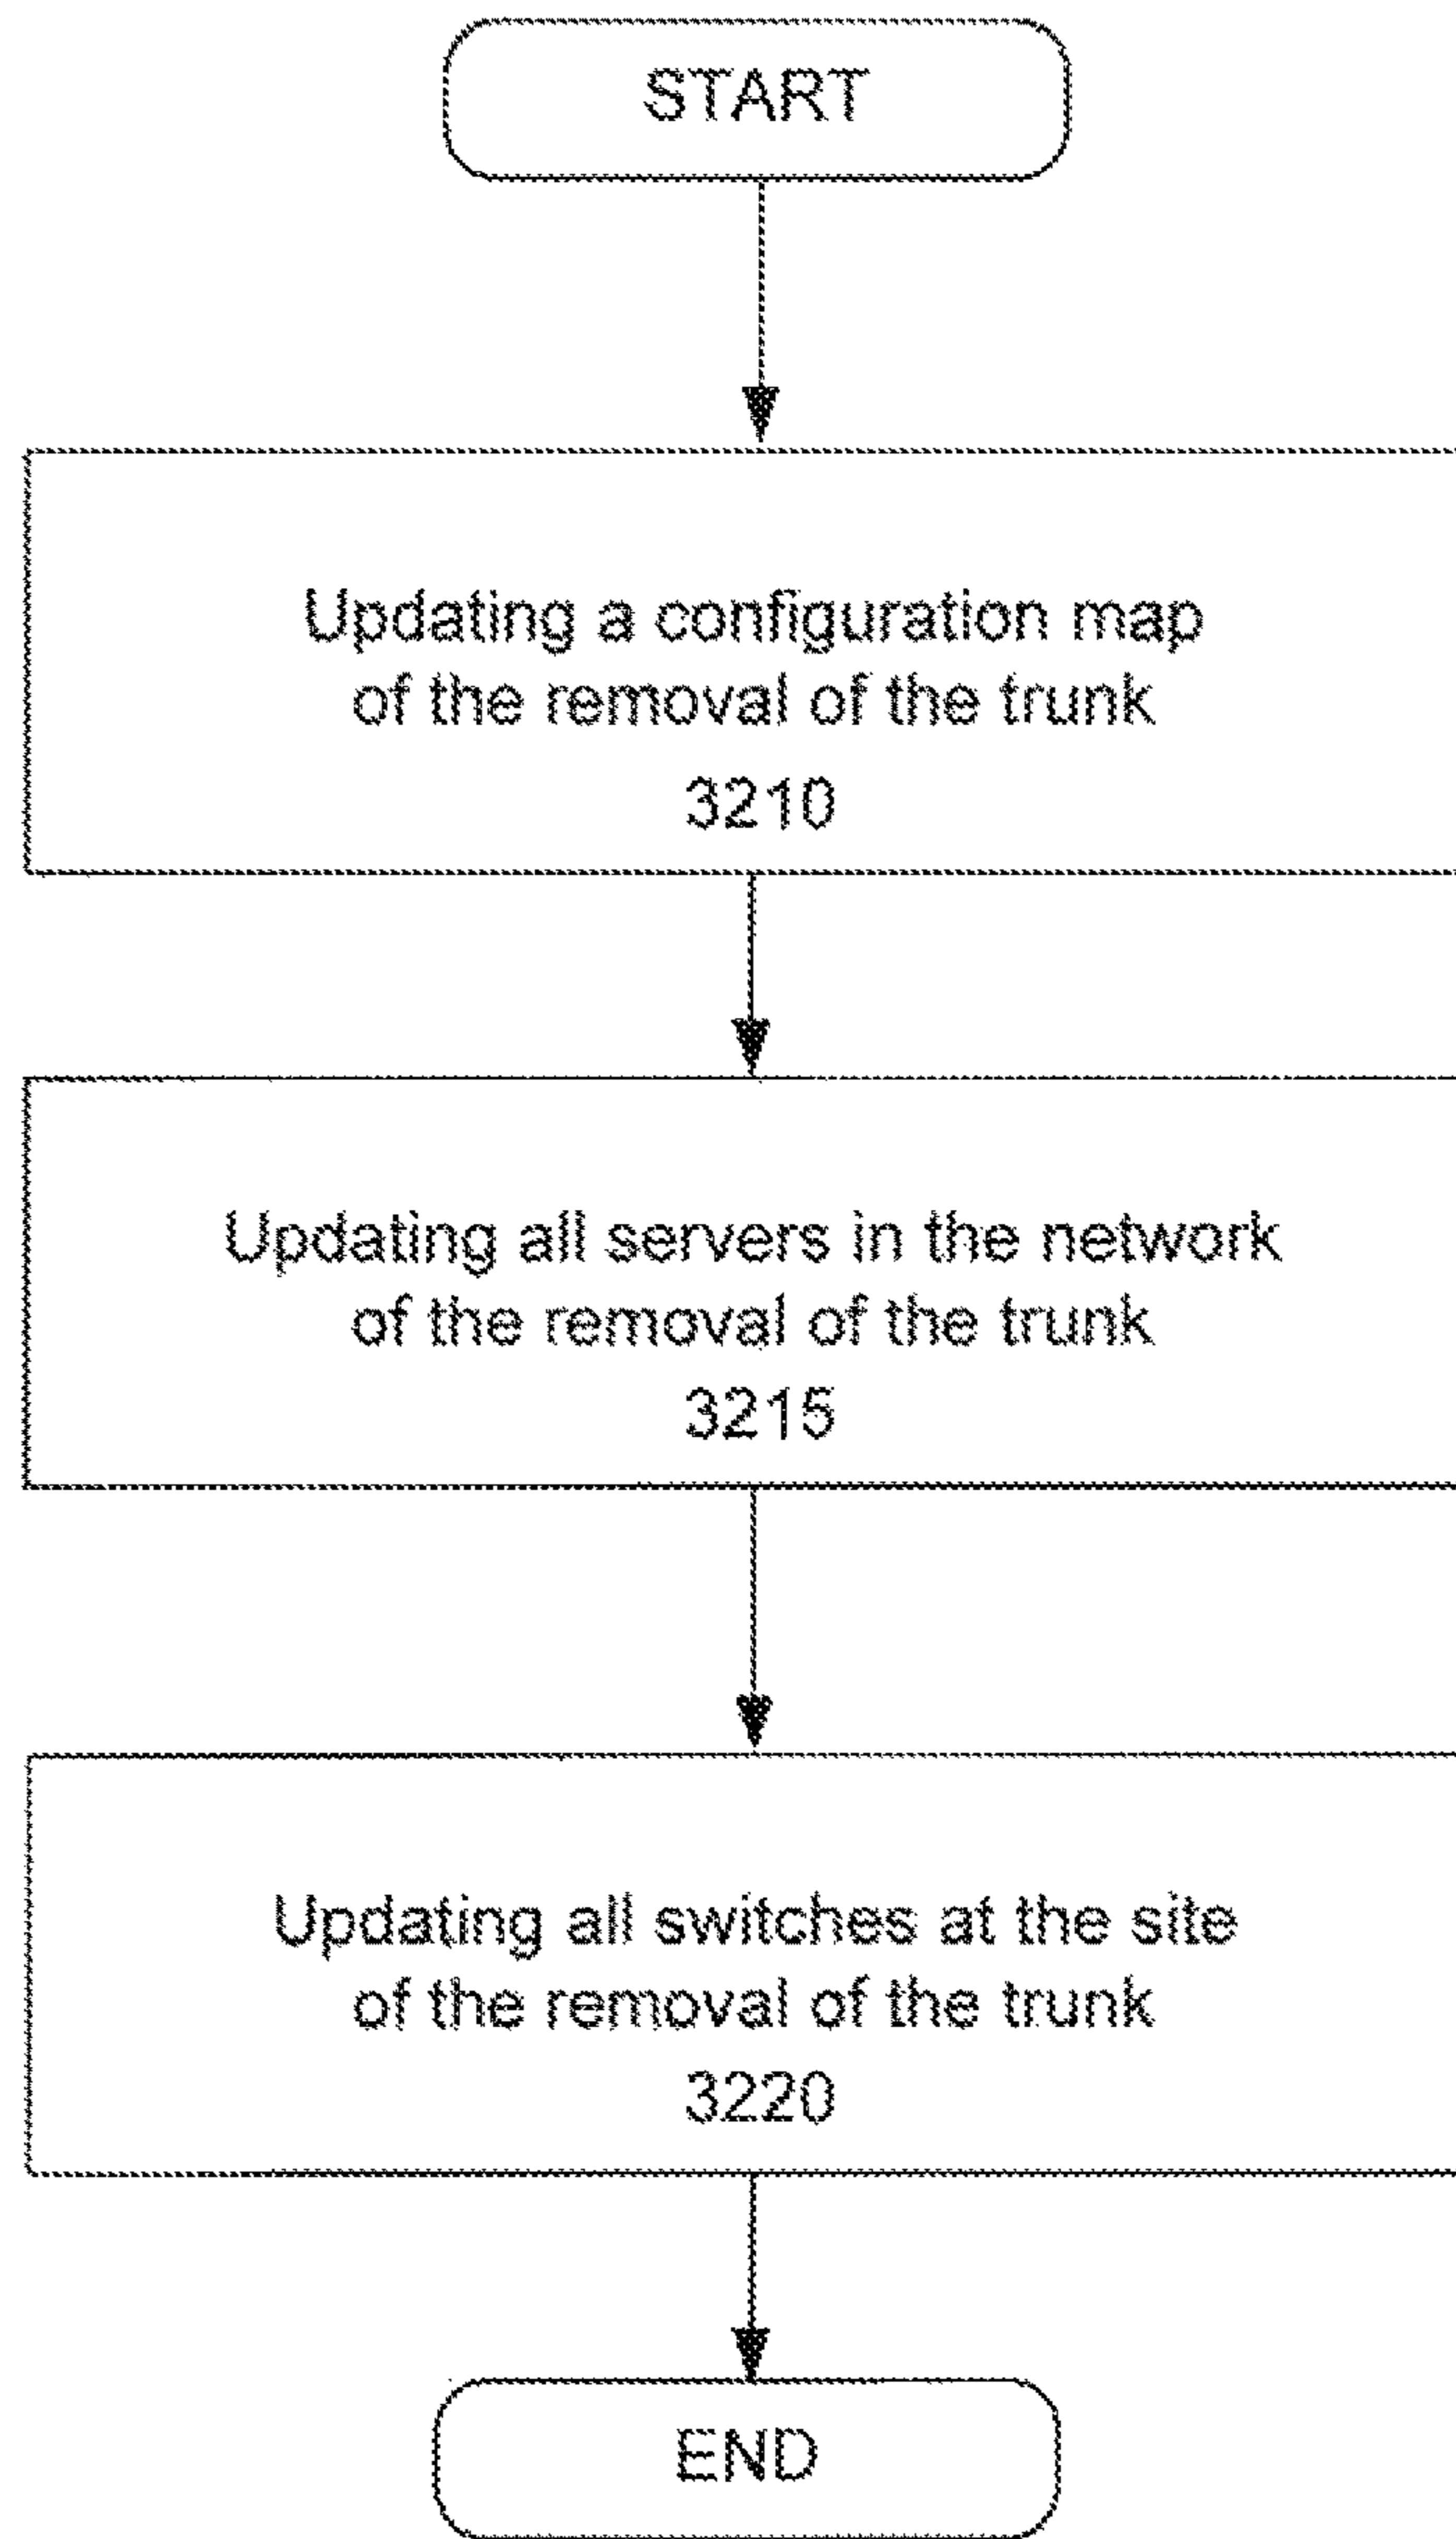 START
Updating a configuration map
of the removal of the trunk
3210
Updating all servers in the network
of the removal of the trunk
3215
Updating all switches at the site
of the removal of the trunk
3220
END